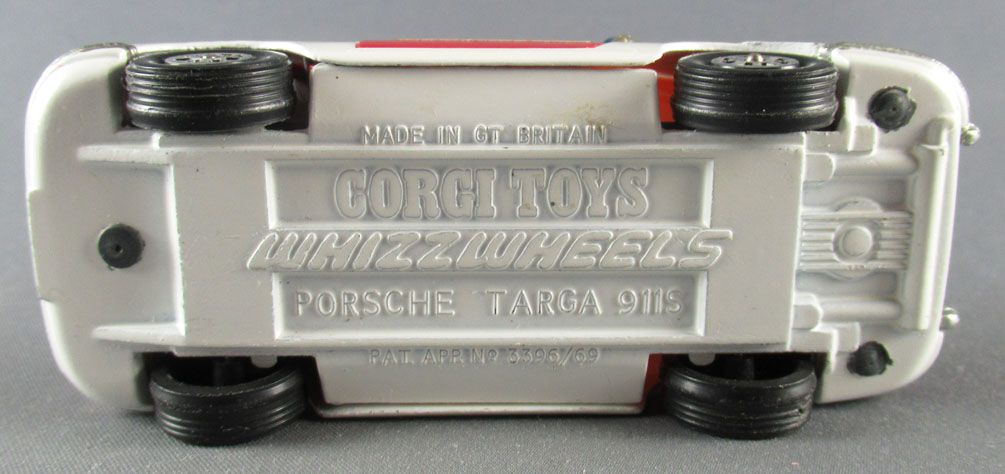 MADE IN GT BRITAIN
CORGI TOYS
WHIZZWHEELS
PORSCHE TARGA 911S
PAT. APP. Nº 3396/69